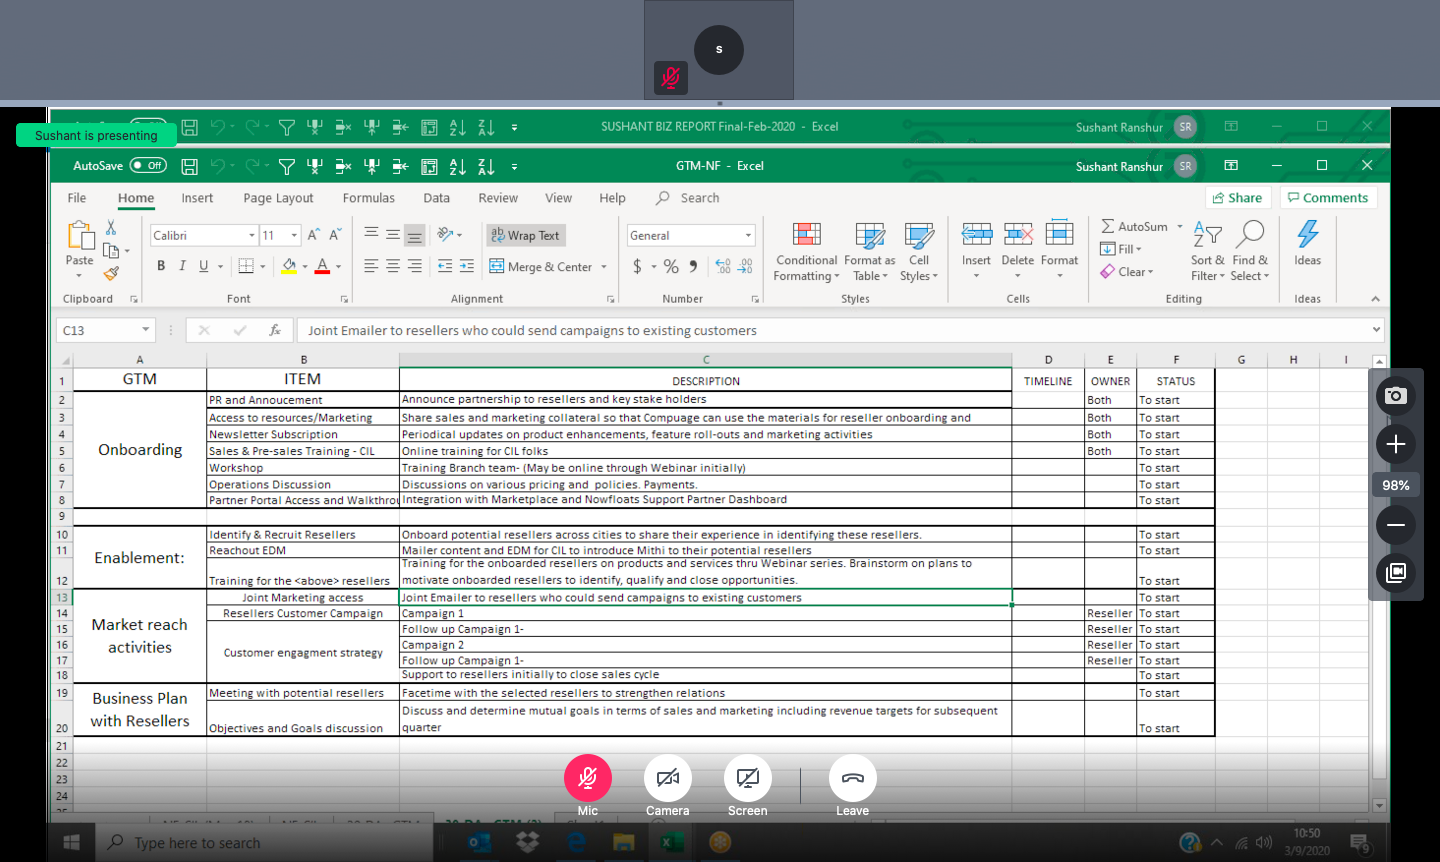 s
Sushant is presenting
SUSHANT BIZ REPORT Final-Feb-2020 - Excel
Sushant Ranshur
SR
AutoSave Off
GTM-NF - Excel
Sushant Ranshur
SR
File Home Insert Page Layout Formulas Data Review View Help Search
Share Comments
Paste
Calibri 11
Wrap Text
General
Merge & Center
B I U
$ %
Conditional Formatting
Format as Table
Cell Styles
Insert Delete Format
AutoSum
Fill
Clear
Sort & Filter
Find & Select
Ideas
Clipboard Font Alignment Number Styles Cells Editing Ideas
C13 fx Joint Emailer to resellers who could send campaigns to existing customers
A B C D E F G H I
1 GTM ITEM DESCRIPTION TIMELINE OWNER STATUS
2 PR and Annoucement Announce partnership to resellers and key stake holders Both To start
3 Access to resources/Marketing Share sales and marketing collateral so that Compuage can use the materials for reseller onboarding and Both To start
4 Newsletter Subscription Periodical updates on product enhancements, feature roll-outs and marketing activities Both To start
Onboarding
5 Sales & Pre-sales Training - CIL Online training for CIL folks Both To start
6 Workshop Training Branch team- (May be online through Webinar initially) To start
7 Operations Discussion Discussions on various pricing and policies. Payments. To start
8 Partner Portal Access and Walkthrou Integration with Marketplace and Nowfloats Support Partner Dashboard To start
9
10 Identify & Recruit Resellers Onboard potential resellers across cities to share their experience in identifying these resellers. To start
11 Reachout EDM Mailer content and EDM for CIL to introduce Mithi to their potential resellers To start
Enablement:
Training for the onboarded resellers on products and services thru Webinar series. Brainstorm on plans to
12 Training for the <above> resellers motivate onboarded resellers to identify, qualify and close opportunities. To start
13 Joint Marketing access Joint Emailer to resellers who could send campaigns to existing customers To start
14 Resellers Customer Campaign Campaign 1 Reseller To start
Market reach
activities
15 Follow up Campaign 1- Reseller To start
16 Campaign 2 Reseller To start
Customer engagment strategy
17 Follow up Campaign 1- Reseller To start
18 Support to resellers initially to close sales cycle To start
19 Meeting with potential resellers Facetime with the selected resellers to strengthen relations To start
Business Plan
with Resellers
Discuss and determine mutual goals in terms of sales and marketing including revenue targets for subsequent
20 Objectives and Goals discussion quarter To start
21
22
23
24
98%
Mic Camera Screen Leave
Type here to search
10:50
3/9/2020
9